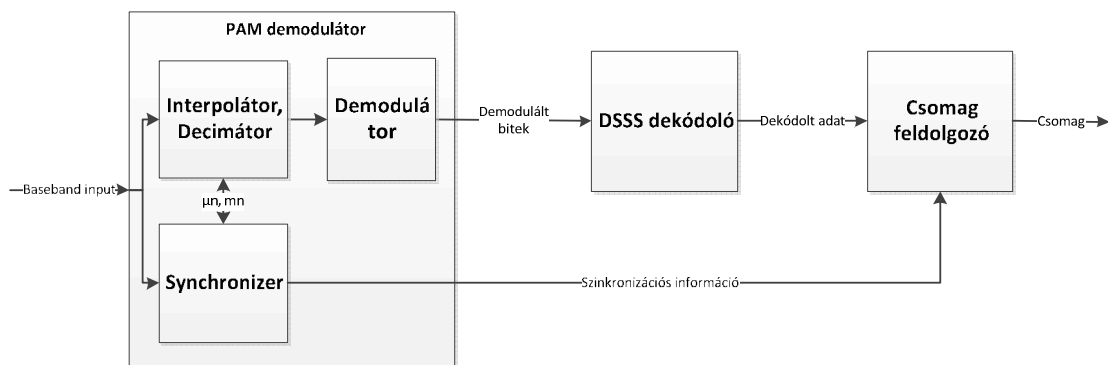 PAM demodulátor
Interpolátor,
Decimátor
Demodulá
tor
Demodulált
bitek
DSSS dekódoló
Dekódolt adat
Csomag
feldolgozó
Csomag
Baseband input
μn, mn
Synchronizer
Szinkronizációs információ